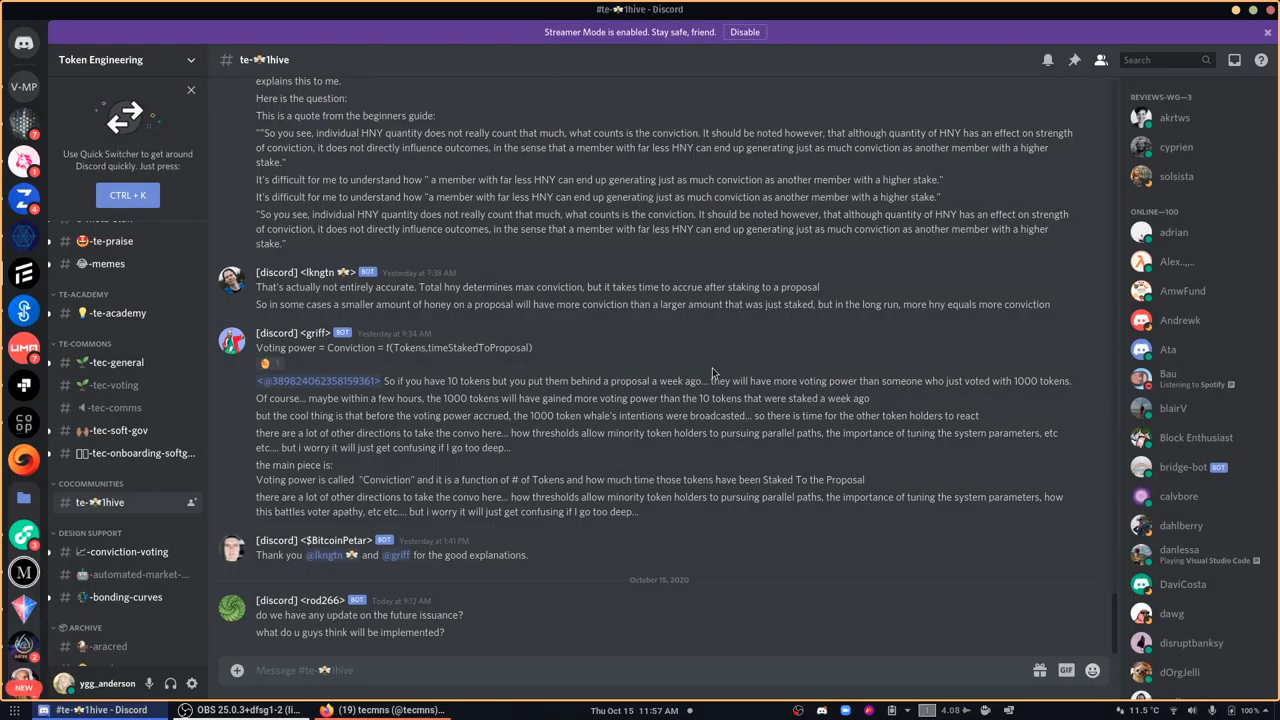 #te-🐝1hive - Discord
Streamer Mode is enabled. Stay safe, friend. Disable
Token Engineering
# te-🐝1hive
Search
V-MP
Use Quick Switcher to get around
Discord quickly. Just press:
CTRL + K
# 🤩-te-praise
# 😂-memes
TE-ACADEMY
# 💡-te-academy
TE-COMMONS
# 🌱-tec-general
# 🌱-tec-voting
-tec-comms
# 🙌🏽-tec-soft-gov
-tec-onboarding-softg...
COCOMMUNITIES
# te-🐝1hive
DESIGN SUPPORT
# 📈-conviction-voting
# 🤖-automated-market-...
# -bonding-curves
ARCHIVE
# -aracred
NEW
ygg_anderson
explains this to me.
Here is the question:
This is a quote from the beginners guide:
""So you see, individual HNY quantity does not really count that much, what counts is the conviction. It should be noted however, that although quantity of HNY has an effect on strength
of conviction, it does not directly influence outcomes, in the sense that a member with far less HNY can end up generating just as much conviction as another member with a higher
stake."
It's difficult for me to understand how " a member with far less HNY can end up generating just as much conviction as another member with a higher stake."
It's difficult for me to understand how "a member with far less HNY can end up generating just as much conviction as another member with a higher stake."
"So you see, individual HNY quantity does not really count that much, what counts is the conviction. It should be noted however, that although quantity of HNY has an effect on strength
of conviction, it does not directly influence outcomes, in the sense that a member with far less HNY can end up generating just as much conviction as another member with a higher
stake."
[discord] <lkngtn 🐝> BOT Yesterday at 7:38 AM
That's actually not entirely accurate. Total hny determines max conviction, but it takes time to accrue after staking to a proposal
So in some cases a smaller amount of honey on a proposal will have more conviction than a larger amount that was just staked, but in the long run, more hny equals more conviction
[discord] <griff> BOT Yesterday at 9:34 AM
Voting power = Conviction = f(Tokens,timeStakedToProposal)
1
<@389824062358159361> So if you have 10 tokens but you put them behind a proposal a week ago... they will have more voting power than someone who just voted with 1000 tokens.
Of course... maybe within a few hours, the 1000 tokens will have gained more voting power than the 10 tokens that were staked a week ago
but the cool thing is that before the voting power accrued, the 1000 token whale's intentions were broadcasted... so there is time for the other token holders to react
there are a lot of other directions to take the convo here... how thresholds allow minority token holders to pursuing parallel paths, the importance of tuning the system parameters, etc
etc.... but i worry it will just get confusing if I go too deep...
the main piece is:
Voting power is called "Conviction" and it is a function of # of Tokens and how much time those tokens have been Staked To the Proposal
there are a lot of other directions to take the convo here... how thresholds allow minority token holders to pursuing parallel paths, the importance of tuning the system parameters, how
this battles voter apathy, etc etc.... but i worry it will just get confusing if I go too deep...
[discord] <$BitcoinPetar> BOT Yesterday at 1:41 PM
Thank you @lkngtn 🐝 and @griff for the good explanations.
October 15, 2020
[discord] <rod266> BOT Today at 9:12 AM
do we have any update on the future issuance?
what do u guys think will be implemented?
Message #te-🐝1hive
GIF
REVIEWS-WG—3
akrtws
cyprien
solsista
ONLINE—100
adrian
Alex..,,..
AmwFund
Andrewk
Ata
Bau
Listening to Spotify
blairV
Block Enthusiast
bridge-bot BOT
calvbore
dahlberry
danlessa
Playing Visual Studio Code
DaviCosta
dawg
disruptbanksy
dOrgJelli
#te-🐝1hive - Discord
OBS 25.0.3+dfsg1-2 (li...
(19) tecmns (@tecmns)...
Thu Oct 15 11:57 AM
1
4.08
11.5 °C
100 %